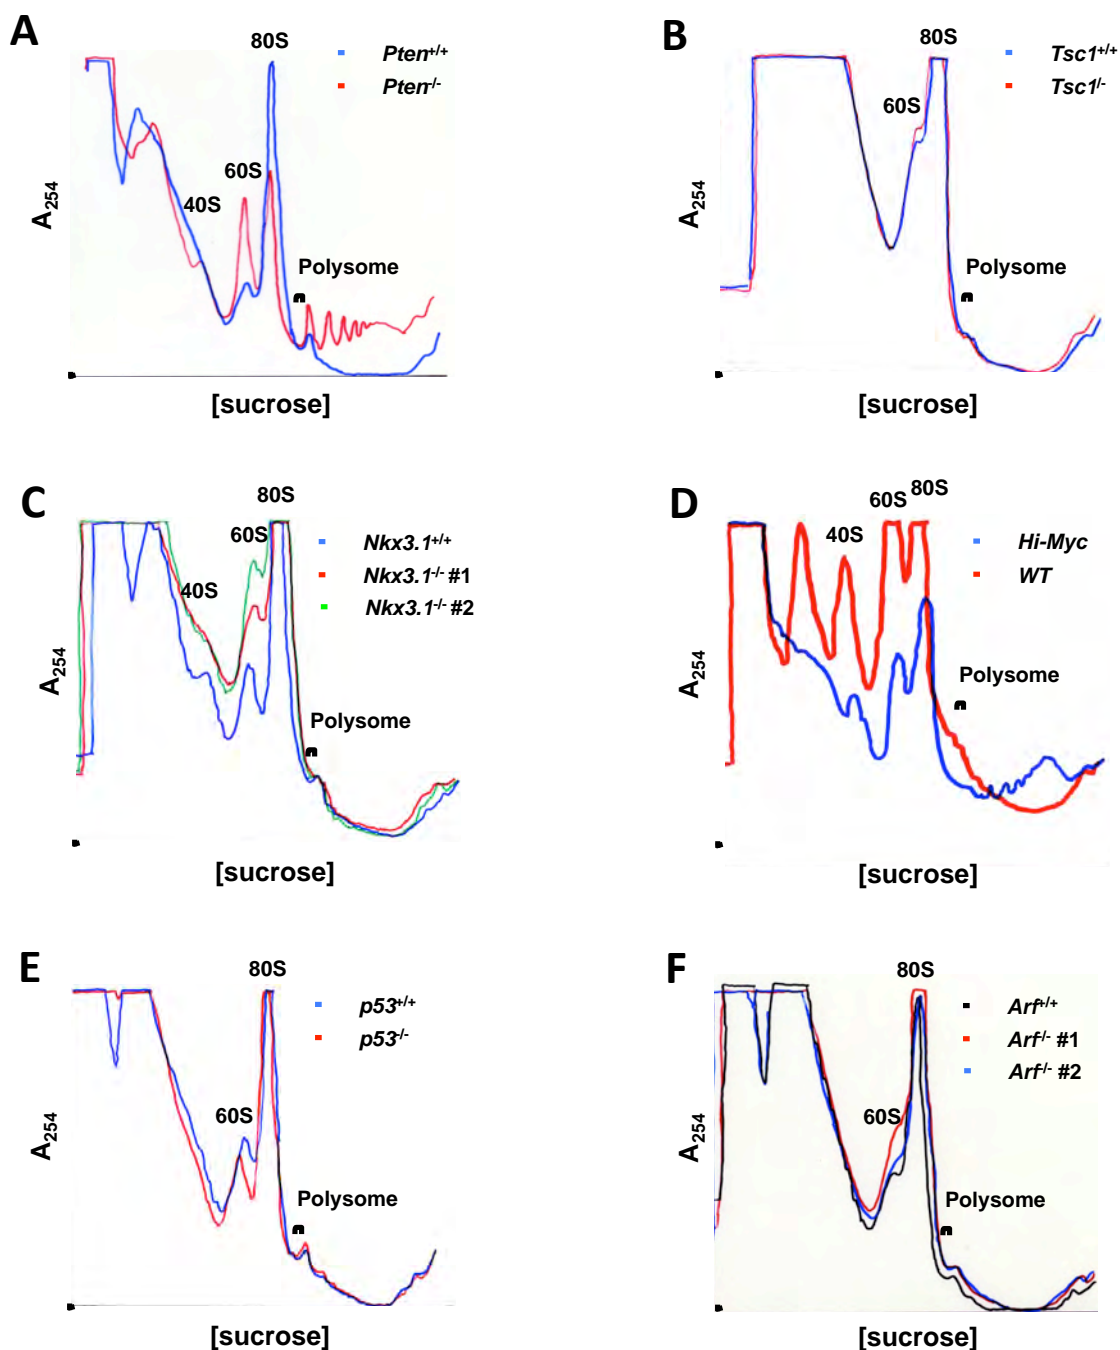 A
80S
Pten+/+
Pten-/-
60S
40S
A254
Polysome
[sucrose]
B
80S
Tsc1+/+
Tsc1/-
60S
A254
Polysome
[sucrose]
C
80S
60S
Nkx3.1+/+
Nkx3.1-/- #1
Nkx3.1-/- #2
40S
A254
Polysome
[sucrose]
D
60S 80S
40S
Hi-Myc
WT
A254
Polysome
[sucrose]
E
80S
p53+/+
p53-/-
60S
A254
Polysome
[sucrose]
F
80S
Arf+/+
Arf-/- #1
Arf-/- #2
60S
A254
Polysome
[sucrose]